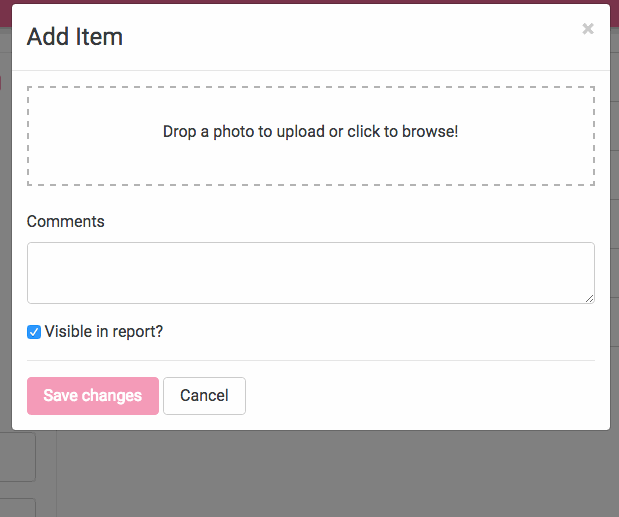 Add Item
×
Drop a photo to upload or click to browse!
Comments
Visible in report?
Save changes
Cancel